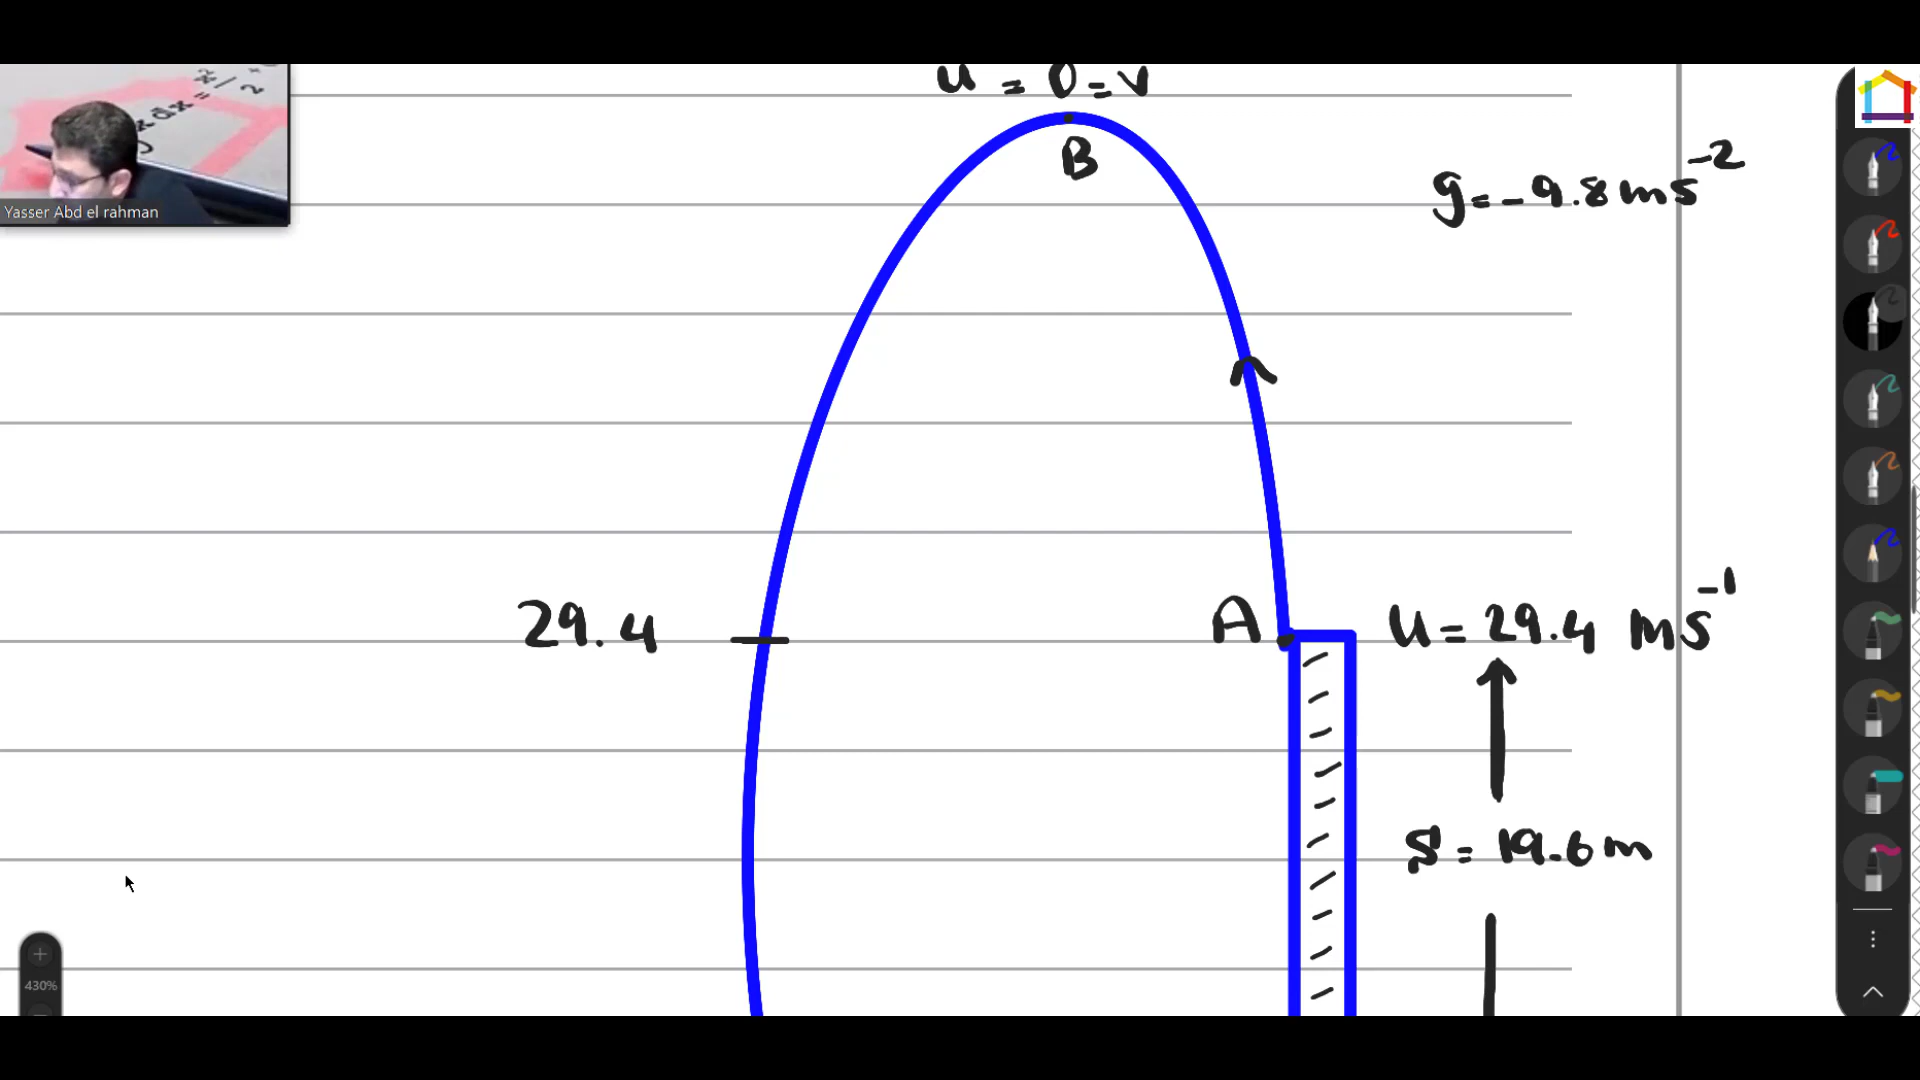 u = 0 = v
B
g = -9.8 ms⁻²
Yasser Abd el rahman
29.4
A
u = 29.4 ms⁻¹
S = 19.6 m
430%